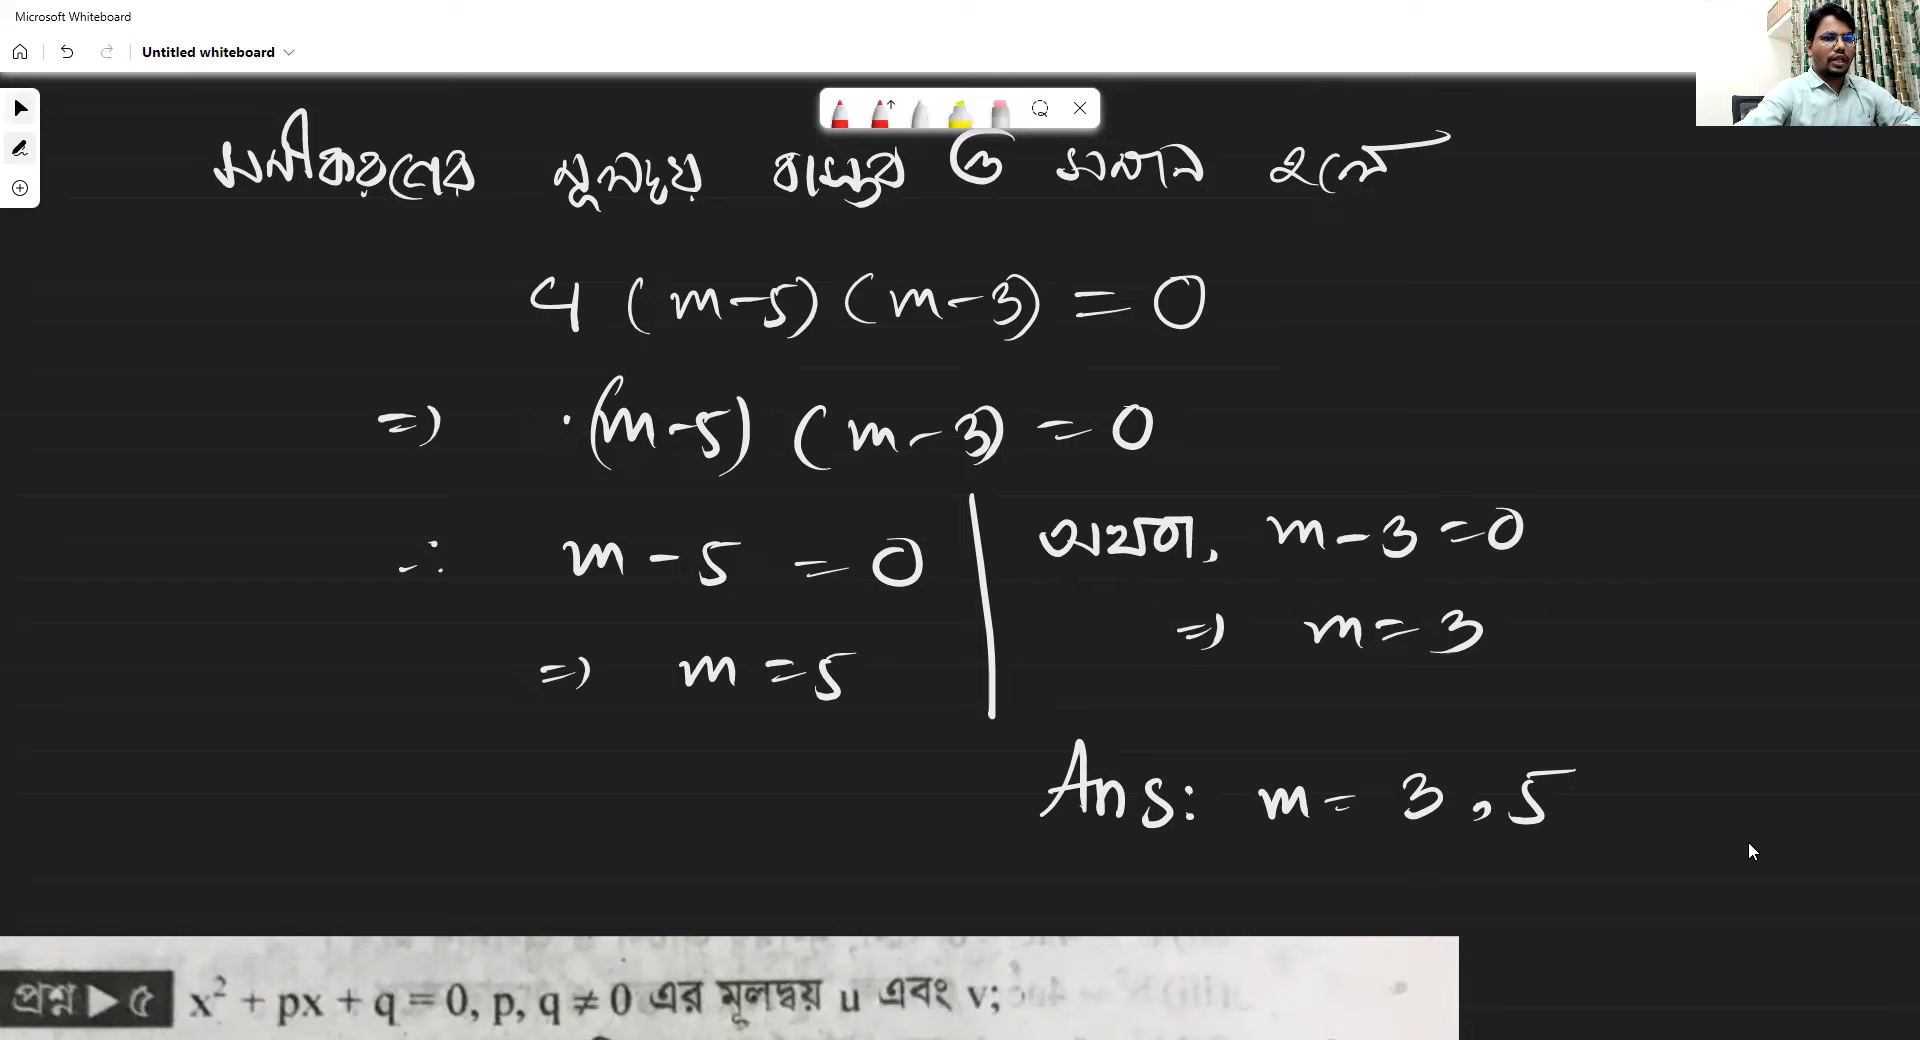 Microsoft Whiteboard
Untitled whiteboard
সমীকরণের মূলদ্বয় বাস্তব ও সমান হলে
4 (m-5) (m-3) = 0
=> (m-5) (m-3) = 0
∴ m - 5 = 0
=> m = 5
অথবা, m - 3 = 0
=> m = 3
Ans: m = 3, 5
প্রশ্ন ▶ ৫ x² + px + q = 0, p, q ≠ 0 এর মূলদ্বয় u এবং v;